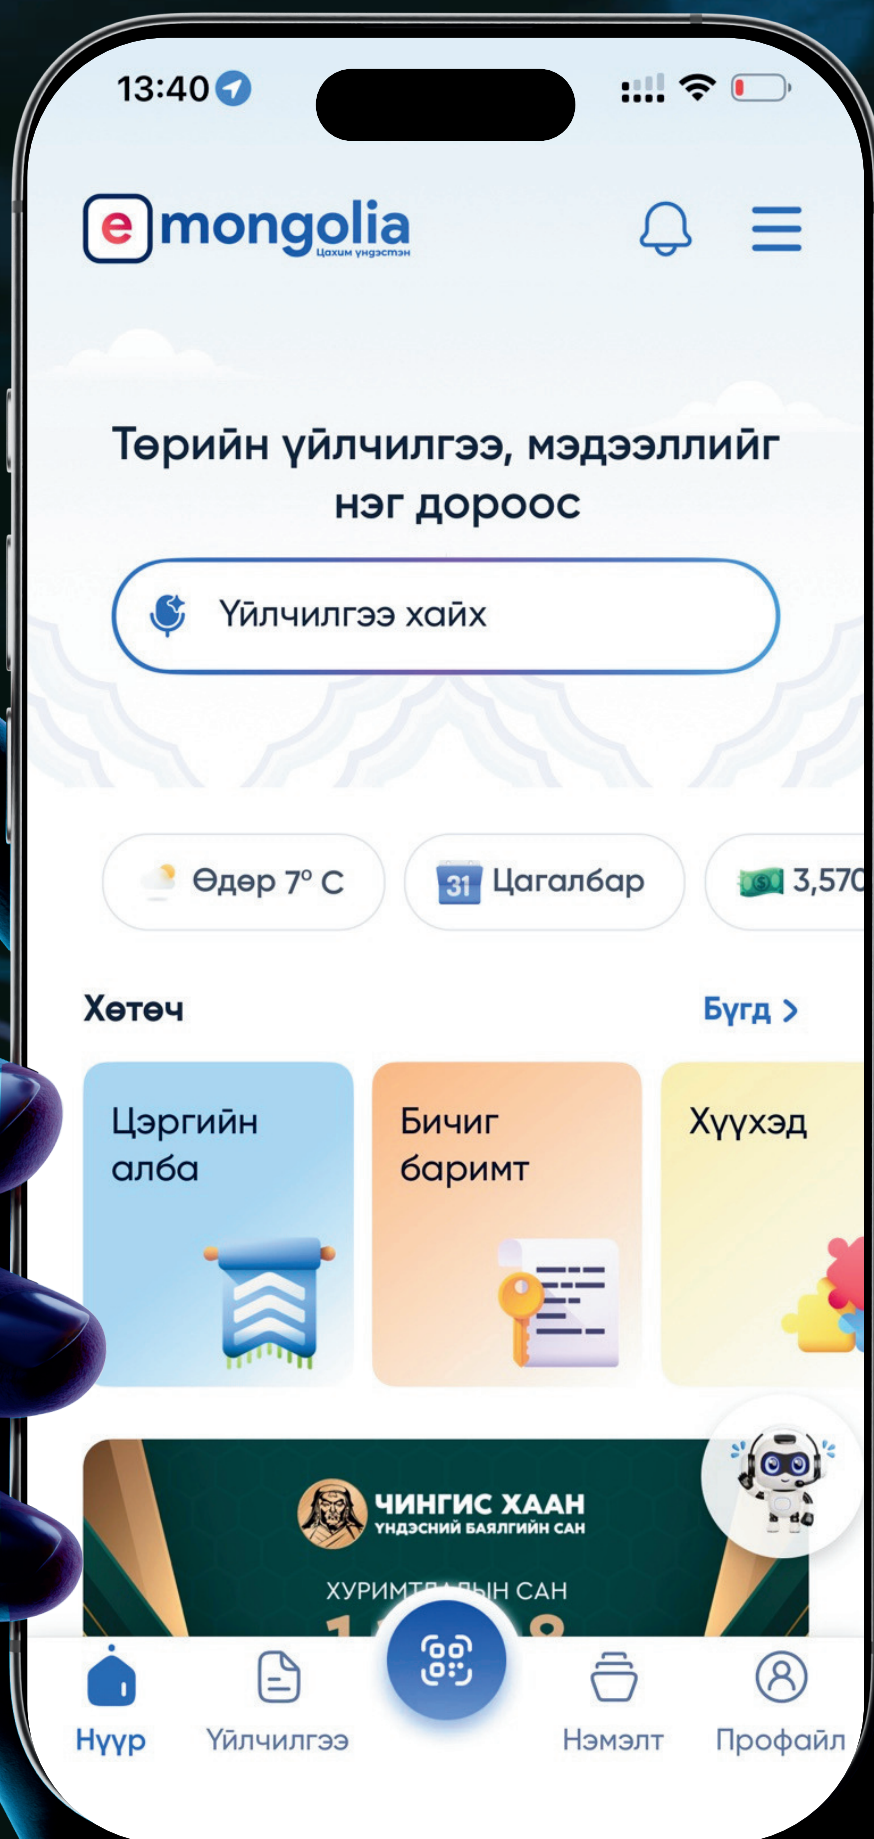 13:40
e mongolia
Цахим үндэстэн
Төрийн үйлчилгээ, мэдээллийг
нэг дороос
Үйлчилгээ хайх
Өдөр 7° C
31 Цагалбар
3,570
Хөтөч
Бүгд >
Цэргийн
алба
Бичиг
баримт
Хүүхэд
ЧИНГИС ХААН
ҮНДЭСНИЙ БАЯЛГИЙН САН
САН
Нүүр
Үйлчилгээ
Нэмэлт
Профайл